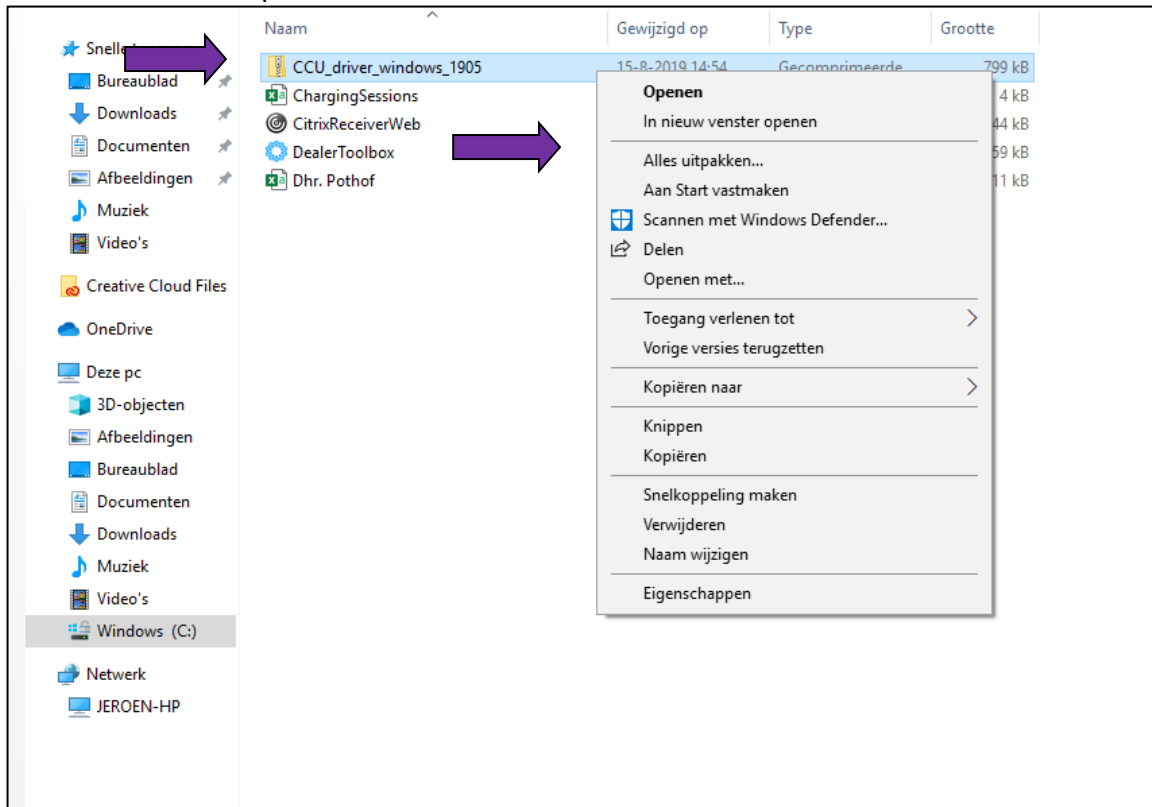 Naam Gewijzigd op Type Grootte
Snelle
CCU_driver_windows_1905 15-8-2019 14:54 Gecomprimeerde 799 kB
Bureaublad
ChargingSessions 4 kB
Downloads
CitrixReceiverWeb 44 kB
Documenten
DealerToolbox 59 kB
Afbeeldingen
Dhr. Pothof 11 kB
Muziek
Video's
Creative Cloud Files
OneDrive
Deze pc
3D-objecten
Afbeeldingen
Bureaublad
Documenten
Downloads
Muziek
Video's
Windows (C:)
Netwerk
JEROEN-HP
Openen
In nieuw venster openen
Alles uitpakken...
Aan Start vastmaken
Scannen met Windows Defender...
Delen
Openen met...
Toegang verlenen tot
Vorige versies terugzetten
Kopiëren naar
Knippen
Kopiëren
Snelkoppeling maken
Verwijderen
Naam wijzigen
Eigenschappen